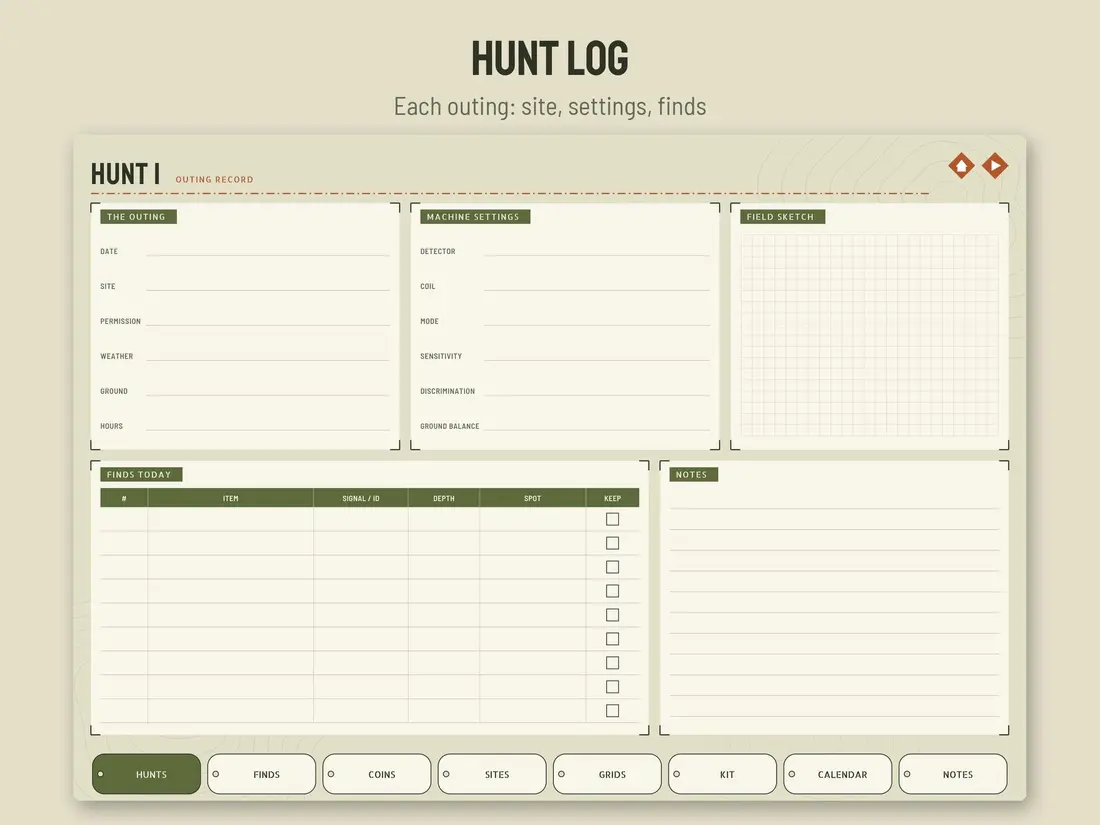 HUNT LOG
Each outing: site, settings, finds
HUNT 1 OUTING RECORD
THE OUTING
DATE
SITE
PERMISSION
WEATHER
GROUND
HOURS
MACHINE SETTINGS
DETECTOR
COIL
MODE
SENSITIVITY
DISCRIMINATION
GROUND BALANCE
FIELD SKETCH
FINDS TODAY
# ITEM SIGNAL / ID DEPTH SPOT KEEP
NOTES
HUNTS FINDS COINS SITES GRIDS KIT CALENDAR NOTES